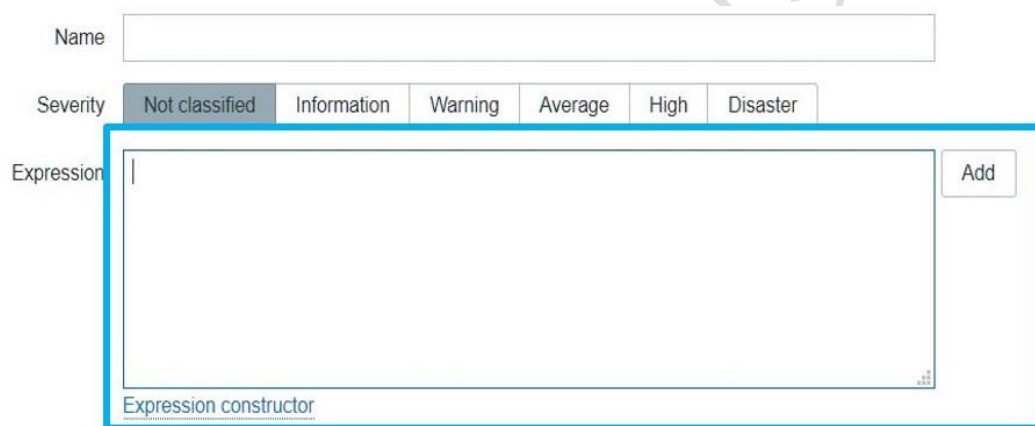 Name
Severity Not classified Information Warning Average High Disaster
Expression Add
Expression constructor